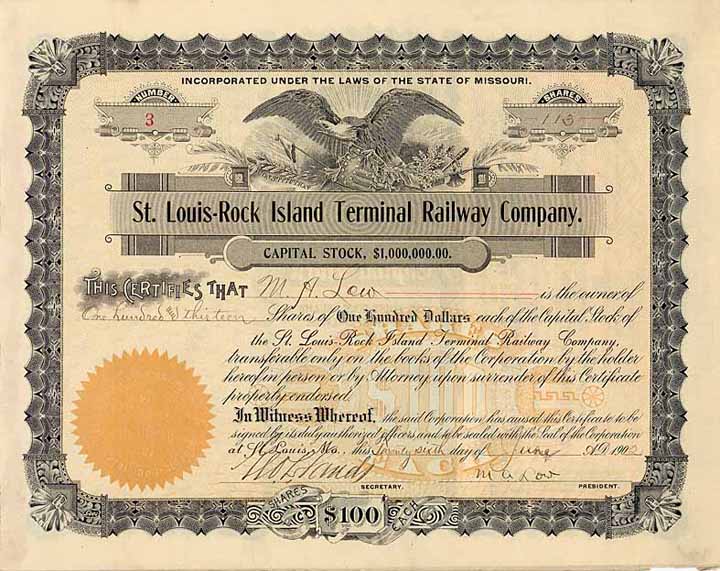 INCORPORATED UNDER THE LAWS OF THE STATE OF MISSOURI.
NUMBER
3
SHARES
113
St. Louis-Rock Island Terminal Railway Company.
CAPITAL STOCK, $1,000,000.00.
THIS CERTIFIES THAT M. A. Low is the owner of
One hundred & thirteen Shares of One Hundred Dollars each of the Capital Stock of
the St. Louis-Rock Island Terminal Railway Company,
transferable only on the books of the Corporation by the holder
hereof in person or by Attorney, upon surrender of this Certificate
properly endorsed.
In Witness Whereof, the said Corporation has caused this Certificate to be
signed by its duly authorized officers and to be sealed with the Seal of the Corporation
at St. Louis, Mo., this twenty sixth day of June A.D. 190
M. A. Low
SECRETARY. PRESIDENT.
SHARES $100 EACH